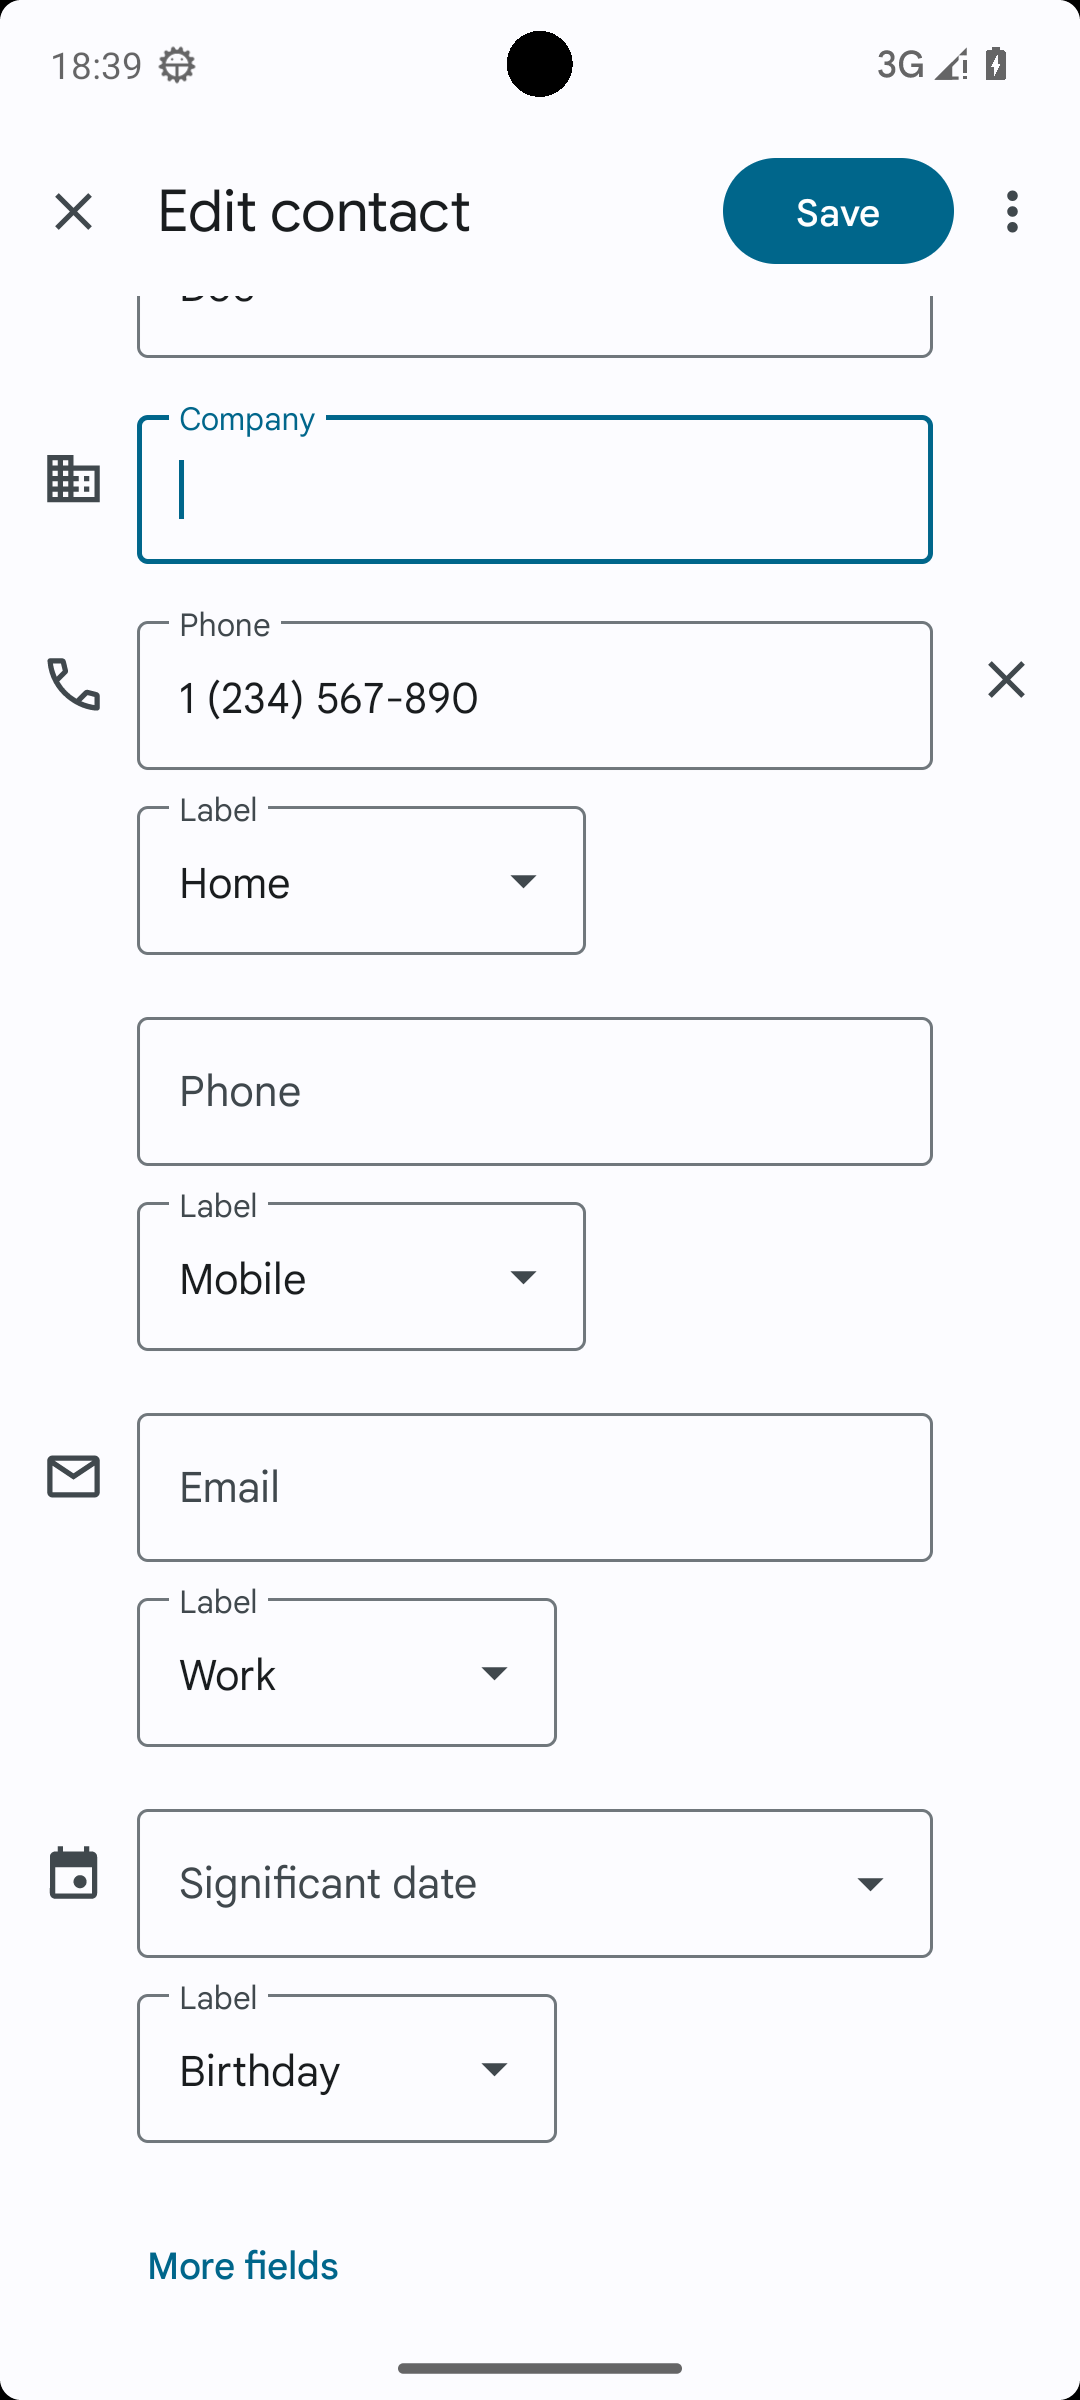 18:39
3G
Edit contact
Save
Company
Phone
1 (234) 567-890
Label
Home
Phone
Label
Mobile
Email
Label
Work
Significant date
Label
Birthday
More fields